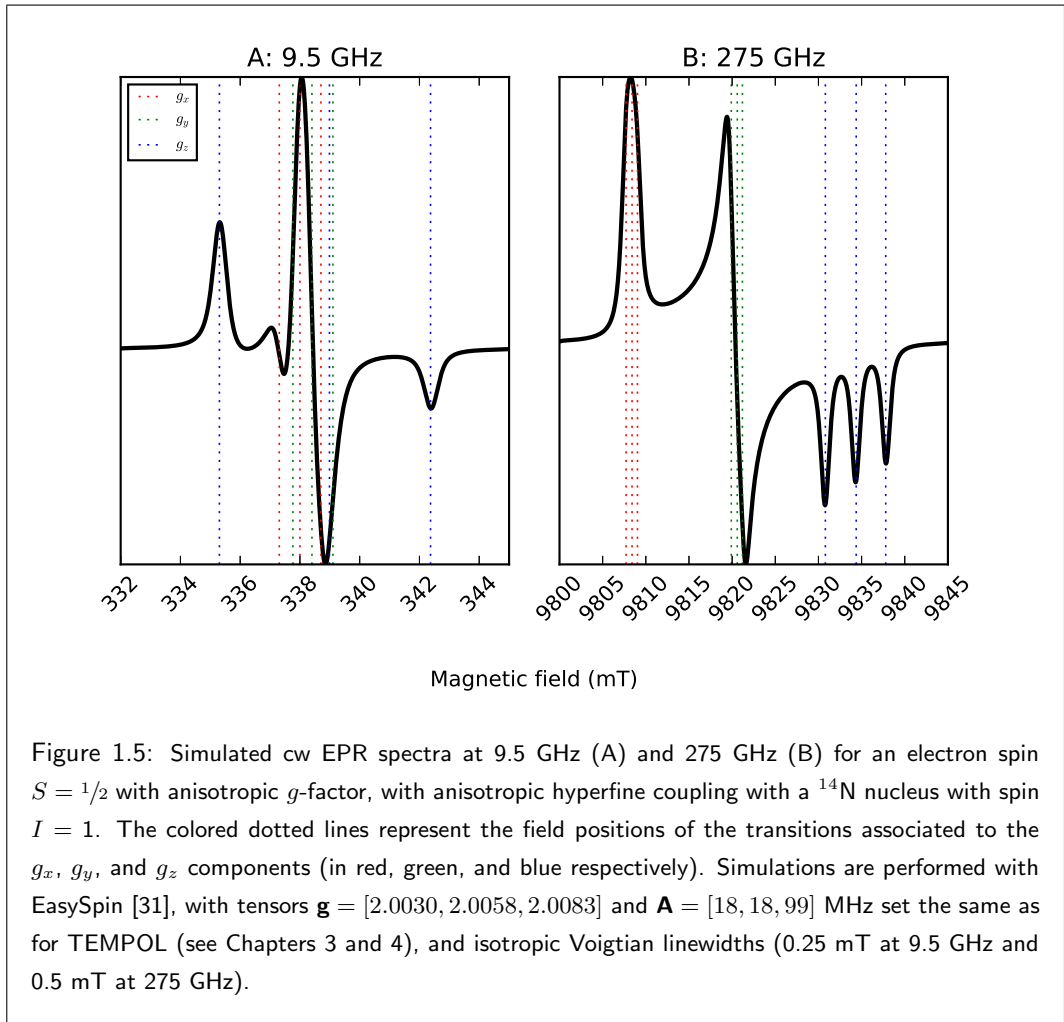 A: 9.5 GHz
B: 275 GHz
g_x
g_y
g_z
332
334
336
338
340
342
344
9800
9805
9810
9815
9820
9825
9830
9835
9840
9845
Magnetic field (mT)
Figure 1.5: Simulated cw EPR spectra at 9.5 GHz (A) and 275 GHz (B) for an electron spin
S = 1/2 with anisotropic g-factor, with anisotropic hyperfine coupling with a ¹⁴N nucleus with spin
I = 1. The colored dotted lines represent the field positions of the transitions associated to the
g_x, g_y, and g_z components (in red, green, and blue respectively). Simulations are performed with
EasySpin [31], with tensors g = [2.0030, 2.0058, 2.0083] and A = [18, 18, 99] MHz set the same as
for TEMPOL (see Chapters 3 and 4), and isotropic Voigtian linewidths (0.25 mT at 9.5 GHz and
0.5 mT at 275 GHz).